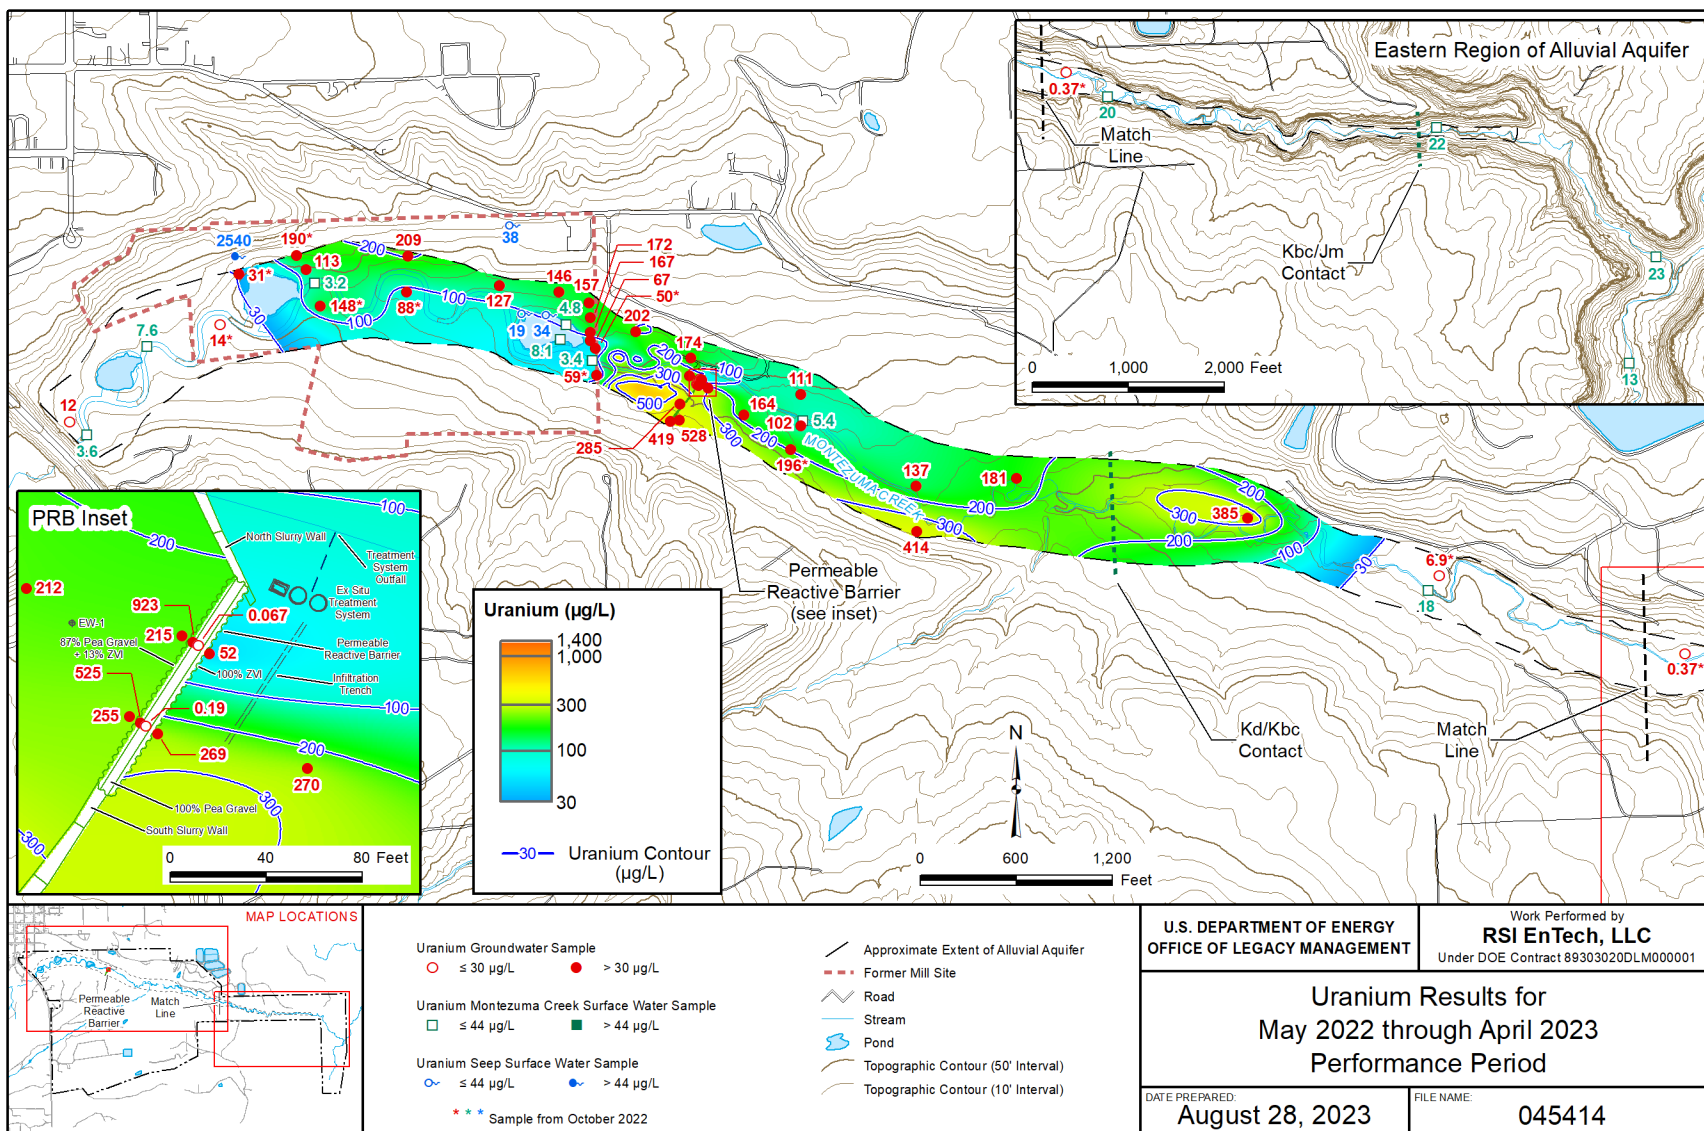 Eastern Region of Alluvial Aquifer
0.37*
20
Match
Line
22
Kbc/Jm
Contact
23
13
0
1,000
2,000 Feet
2540
190*
209
200
38
172
167
67
50*
31*
113
3.2
148*
88*
100
100
30
127
146
157
4.8
19
34
8.1
3.4
59*
202
200
174
300
100
500
7.6
14*
12
3.6
285
419
528
300
164
200
102
111
5.4
196*
MONTEZUMA CREEK
137
181
200
300
414
200
300
385
200
100
30
6.9*
18
0.37*
Permeable
Reactive Barrier
(see inset)
Kd/Kbc
Contact
Match
Line
N
0
600
1,200
Feet
PRB Inset
100
200
North Slurry Wall
Treatment
System
Outfall
Ex Situ
Treatment
System
212
923
0.067
EW-1
215
87% Pea Gravel
+ 13% ZVI
52
Permeable
Reactive Barrier
100% ZVI
Infiltration
Trench
525
255
0.19
100
200
269
270
100% Pea Gravel
300
South Slurry Wall
300
0
40
80 Feet
Uranium (µg/L)
1,400
1,000
300
100
30
30
Uranium Contour
(µg/L)
MAP LOCATIONS
Permeable
Reactive
Barrier
Match
Line
Uranium Groundwater Sample
≤ 30 µg/L
> 30 µg/L
Uranium Montezuma Creek Surface Water Sample
≤ 44 µg/L
> 44 µg/L
Uranium Seep Surface Water Sample
≤ 44 µg/L
> 44 µg/L
* * * Sample from October 2022
Approximate Extent of Alluvial Aquifer
Former Mill Site
Road
Stream
Pond
Topographic Contour (50' Interval)
Topographic Contour (10' Interval)
U.S. DEPARTMENT OF ENERGY
OFFICE OF LEGACY MANAGEMENT
Work Performed by
RSI EnTech, LLC
Under DOE Contract 89303020DLM000001
Uranium Results for
May 2022 through April 2023
Performance Period
DATE PREPARED:
August 28, 2023
FILE NAME:
045414